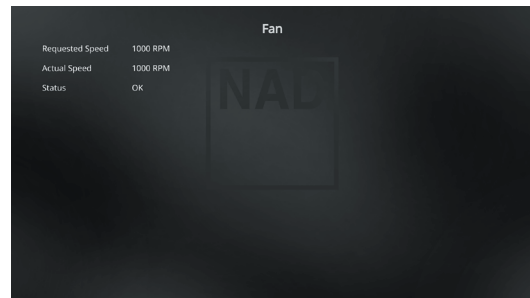 Fan
Requested Speed 1000 RPM
Actual Speed 1000 RPM
Status OK
NAD